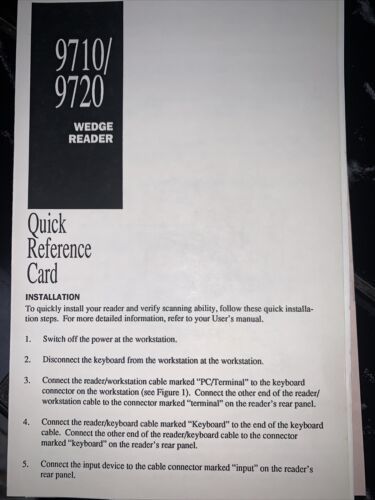 9710/
9720
WEDGE
READER
Quick
Reference
Card
INSTALLATION
To quickly install your reader and verify scanning ability, follow these quick installa-
tion steps. For more detailed information, refer to your User's manual.
1. Switch off the power at the workstation.
2. Disconnect the keyboard from the workstation at the workstation.
3. Connect the reader/workstation cable marked "PC/Terminal" to the keyboard
connector on the workstation (see Figure 1). Connect the other end of the reader/
workstation cable to the connector marked "terminal" on the reader's rear panel.
4. Connect the reader/keyboard cable marked "Keyboard" to the end of the keyboard
cable. Connect the other end of the reader/keyboard cable to the connector
marked "keyboard" on the reader's rear panel.
5. Connect the input device to the cable connector marked "input" on the reader's
rear panel.